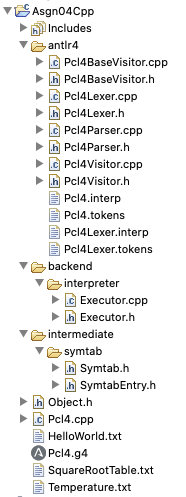 Asgn04Cpp
Includes
antlr4
Pcl4BaseVisitor.cpp
Pcl4BaseVisitor.h
Pcl4Lexer.cpp
Pcl4Lexer.h
Pcl4Parser.cpp
Pcl4Parser.h
Pcl4Visitor.cpp
Pcl4Visitor.h
Pcl4.interp
Pcl4.tokens
Pcl4Lexer.interp
Pcl4Lexer.tokens
backend
interpreter
Executor.cpp
Executor.h
intermediate
symtab
Symtab.h
SymtabEntry.h
Object.h
Pcl4.cpp
HelloWorld.txt
Pcl4.g4
SquareRootTable.txt
Temperature.txt